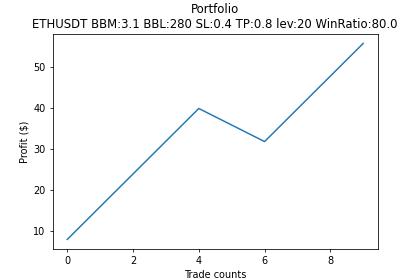 Portfolio
ETHUSDT BBM:3.1 BBL:280 SL:0.4 TP:0.8 lev:20 WinRatio:80.0
50
40
30
20
10
Profit ($)
0 2 4 6 8
Trade counts